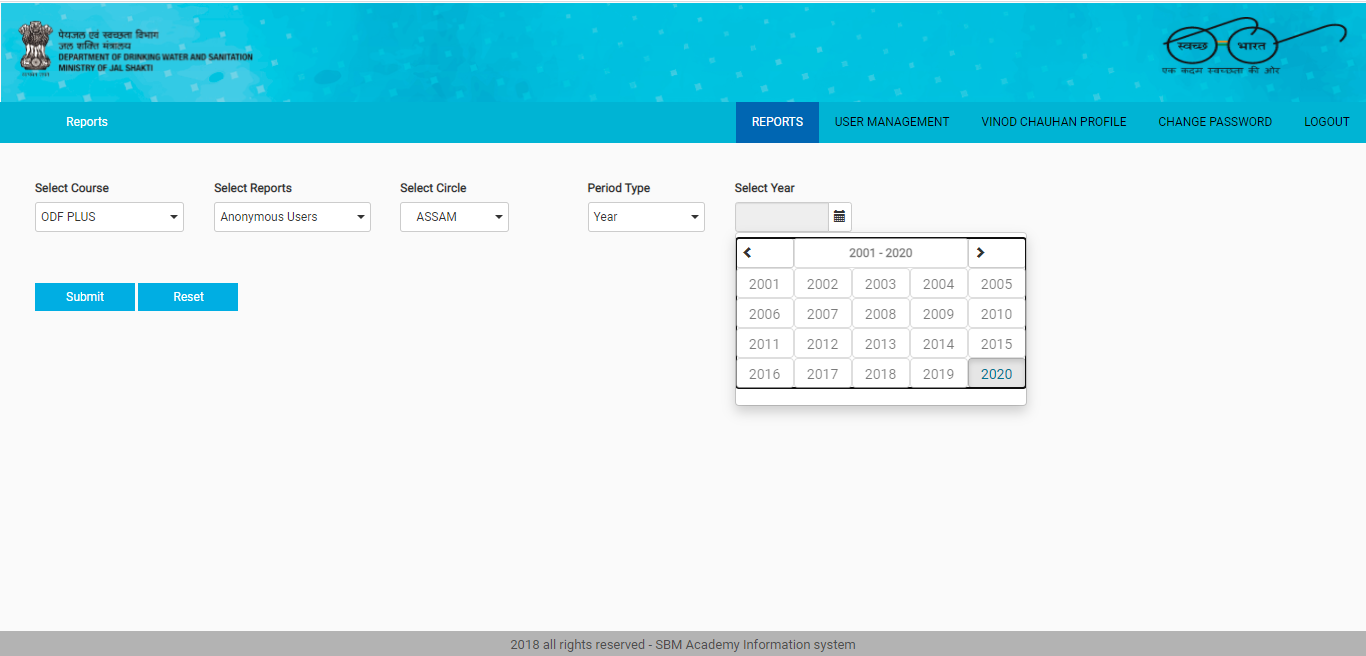 पेयजल एवं स्वच्छता विभाग
जल शक्ति मंत्रालय
DEPARTMENT OF DRINKING WATER AND SANITATION
MINISTRY OF JAL SHAKTI
स्वच्छ भारत
एक कदम स्वच्छता की ओर
Reports
REPORTS USER MANAGEMENT VINOD CHAUHAN PROFILE CHANGE PASSWORD LOGOUT
Select Course Select Reports Select Circle Period Type Select Year
ODF PLUS Anonymous Users ASSAM Year
2001 - 2020
2001 2002 2003 2004 2005
2006 2007 2008 2009 2010
2011 2012 2013 2014 2015
2016 2017 2018 2019 2020
Submit Reset
2018 all rights reserved - SBM Academy Information system